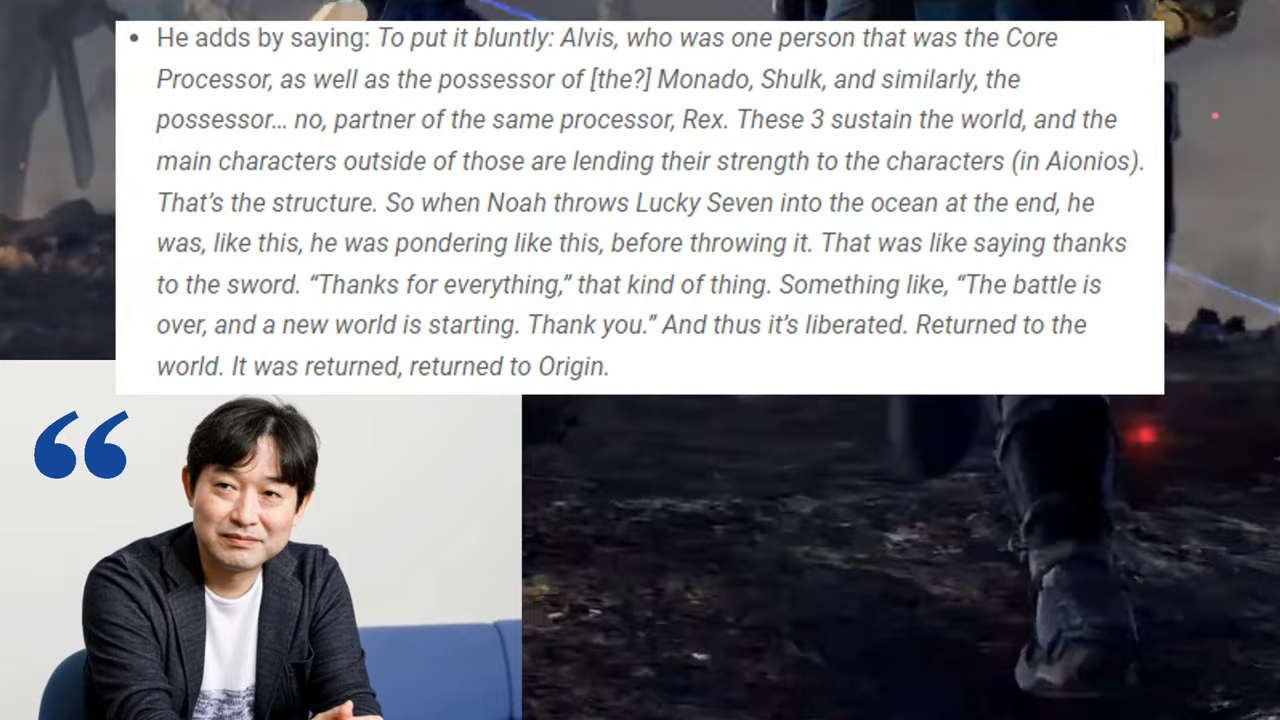 • He adds by saying: To put it bluntly: Alvis, who was one person that was the Core
Processor, as well as the possessor of [the?] Monado, Shulk, and similarly, the
possessor… no, partner of the same processor, Rex. These 3 sustain the world, and the
main characters outside of those are lending their strength to the characters (in Aionios).
That’s the structure. So when Noah throws Lucky Seven into the ocean at the end, he
was, like this, he was pondering like this, before throwing it. That was like saying thanks
to the sword. “Thanks for everything,” that kind of thing. Something like, “The battle is
over, and a new world is starting. Thank you.” And thus it’s liberated. Returned to the
world. It was returned, returned to Origin.
“